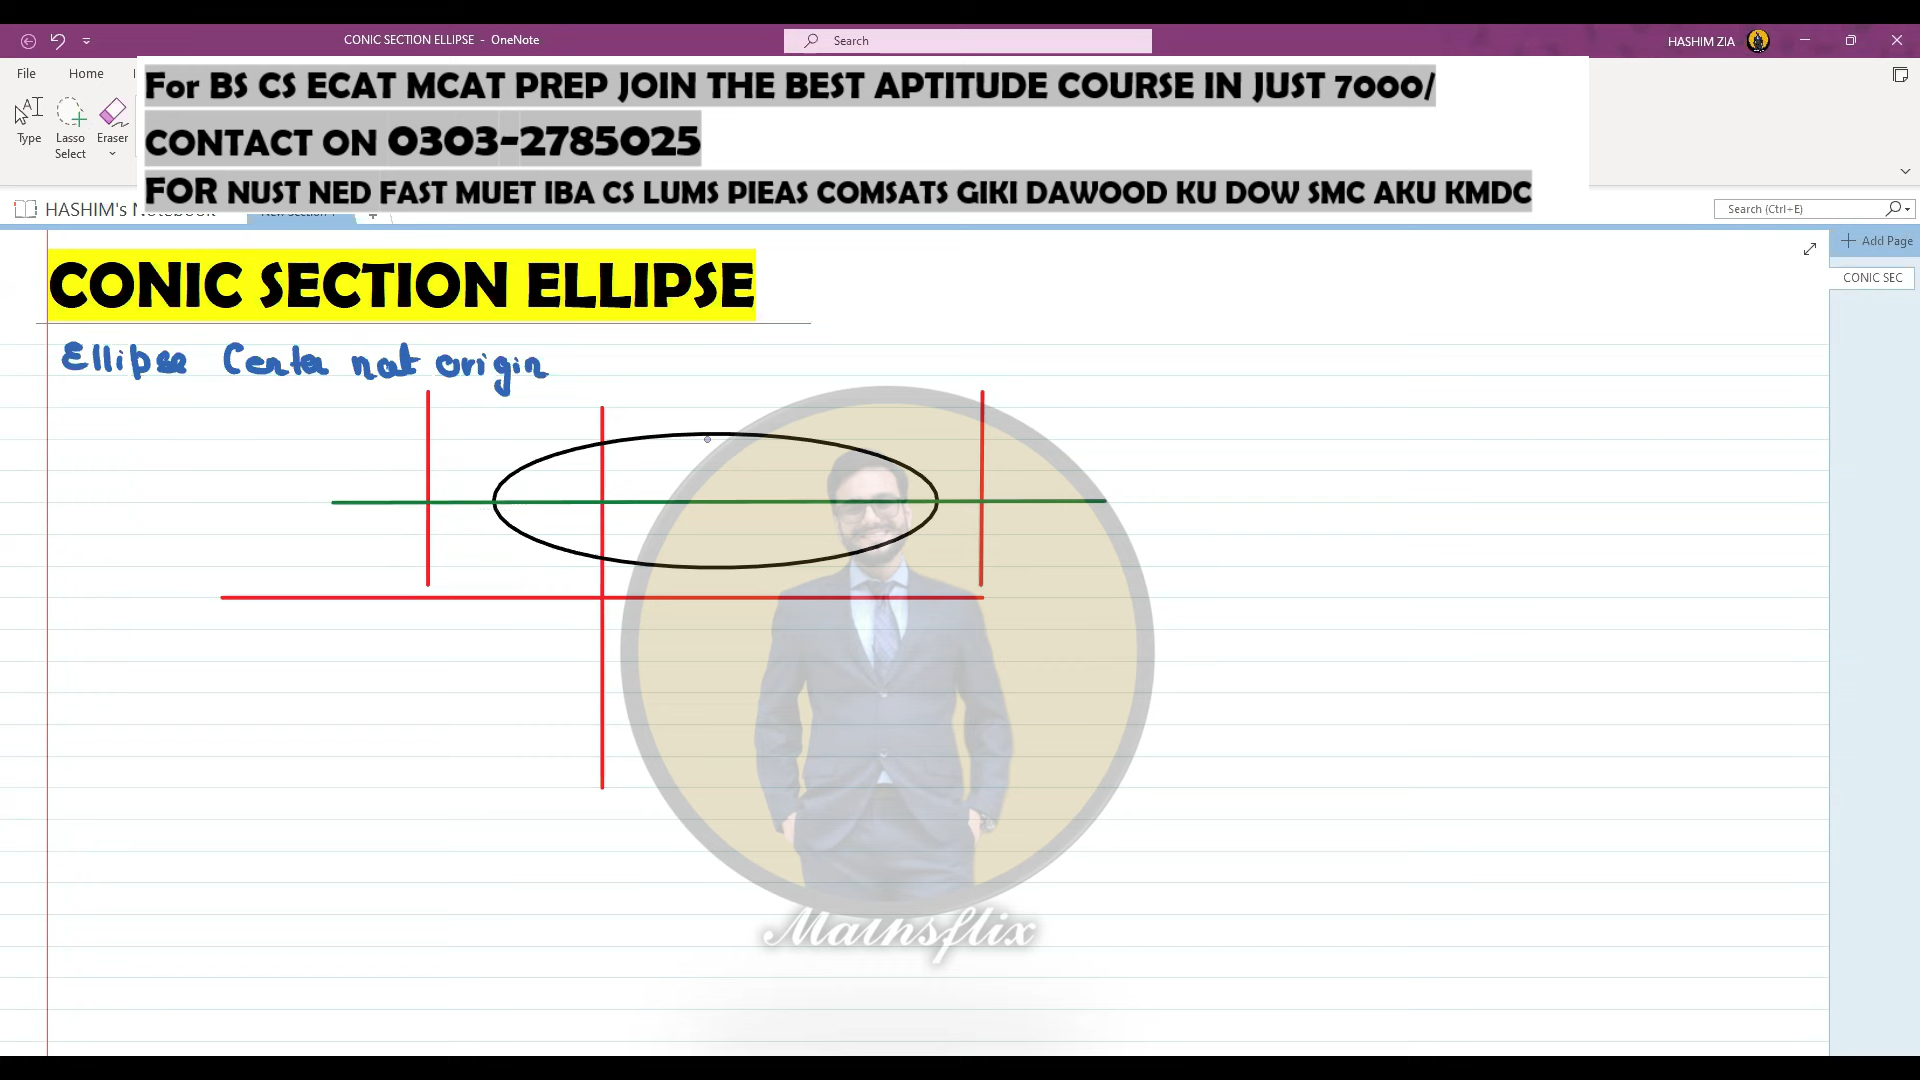 CONIC SECTION ELLIPSE - OneNote
Search
HASHIM ZIA
File
Home
For BS CS ECAT MCAT PREP JOIN THE BEST APTITUDE COURSE IN JUST 7000/
CONTACT ON 0303-2785025
FOR NUST NED FAST MUET IBA CS LUMS PIEAS COMSATS GIKI DAWOOD KU DOW SMC AKU KMDC
Type
Lasso
Select
Eraser
HASHIM's Notebook
Search (Ctrl+E)
Add Page
CONIC SEC
CONIC SECTION ELLIPSE
Ellipse Center not origin
Mainsflix